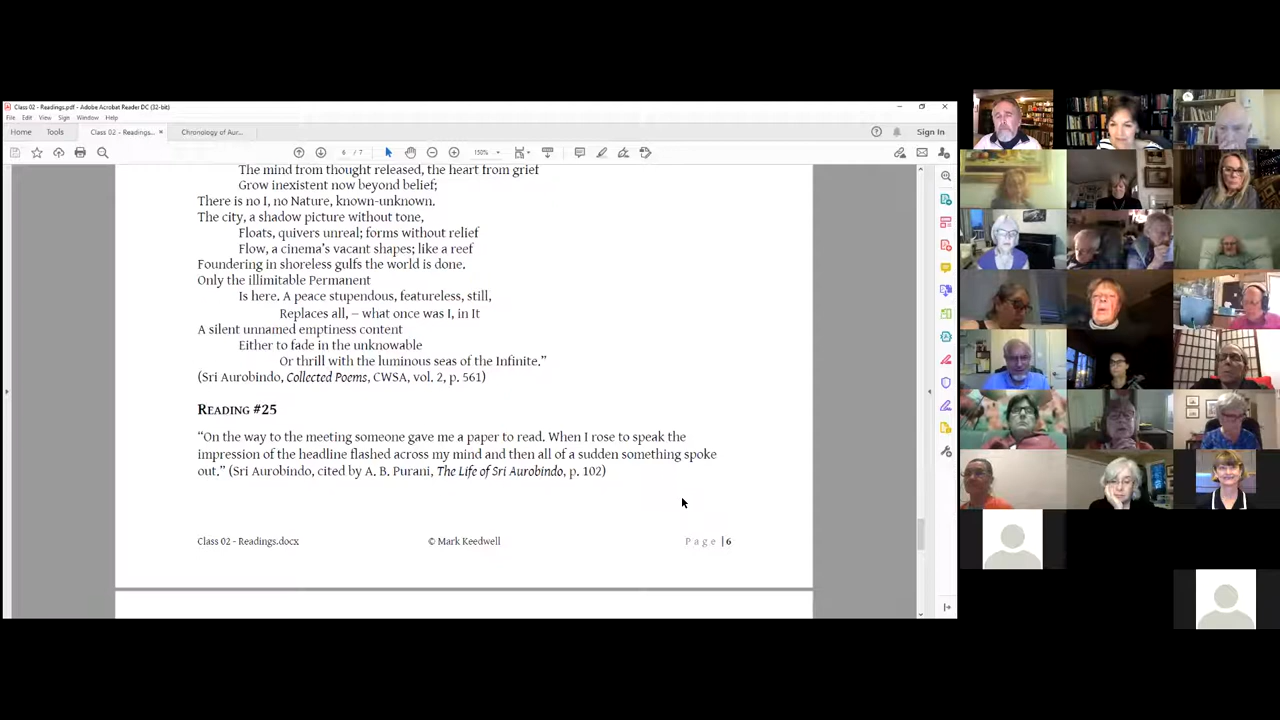 Class 02 - Readings.pdf - Adobe Acrobat Reader DC (32-bit)
File Edit View Sign Window Help
Home Tools Class 02 - Readings... × Chronology of Aur... Sign In
6 / 7 150%
The mind from thought released, the heart from grief
Grow inexistent now beyond belief;
There is no I, no Nature, known-unknown.
The city, a shadow picture without tone,
Floats, quivers unreal; forms without relief
Flow, a cinema’s vacant shapes; like a reef
Foundering in shoreless gulfs the world is done.
Only the illimitable Permanent
Is here. A peace stupendous, featureless, still,
Replaces all, – what once was I, in It
A silent unnamed emptiness content
Either to fade in the unknowable
Or thrill with the luminous seas of the Infinite.”
(Sri Aurobindo, Collected Poems, CWSA, vol. 2, p. 561)
READING #25
“On the way to the meeting someone gave me a paper to read. When I rose to speak the
impression of the headline flashed across my mind and then all of a sudden something spoke
out.” (Sri Aurobindo, cited by A. B. Purani, The Life of Sri Aurobindo, p. 102)
Class 02 - Readings.docx © Mark Keedwell Page |6